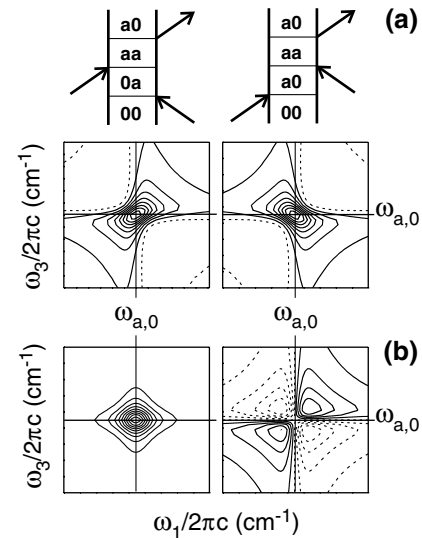 a0 a0 (a)
aa aa
0a a0
00 00
ω3/2πc (cm-1)
ωa,0
ωa,0 ωa,0
(b)
ω3/2πc (cm-1)
ωa,0
ω1/2πc (cm-1)